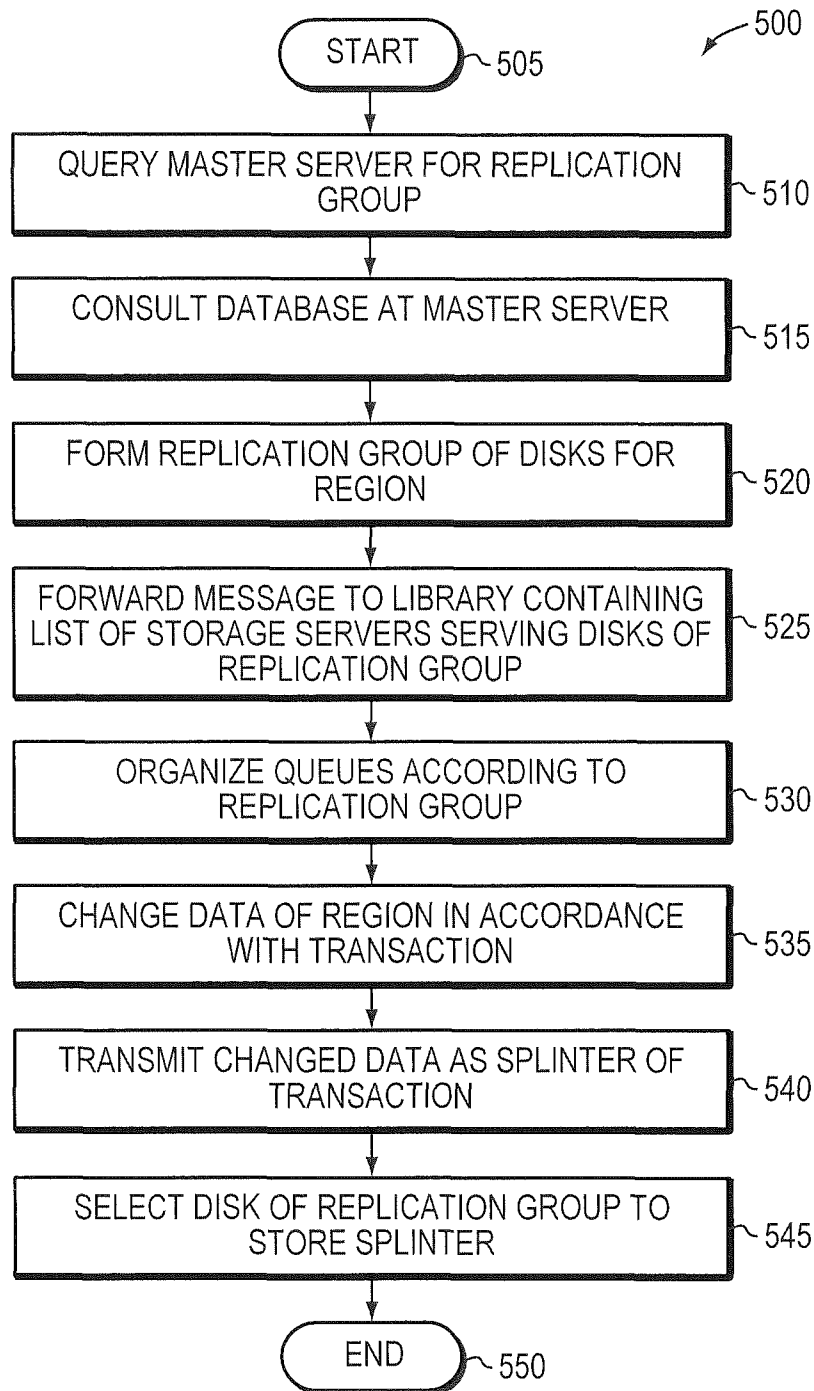 500
START
505
QUERY MASTER SERVER FOR REPLICATION
GROUP
510
CONSULT DATABASE AT MASTER SERVER
515
FORM REPLICATION GROUP OF DISKS FOR
REGION
520
FORWARD MESSAGE TO LIBRARY CONTAINING
LIST OF STORAGE SERVERS SERVING DISKS OF
REPLICATION GROUP
525
ORGANIZE QUEUES ACCORDING TO
REPLICATION GROUP
530
CHANGE DATA OF REGION IN ACCORDANCE
WITH TRANSACTION
535
TRANSMIT CHANGED DATA AS SPLINTER OF
TRANSACTION
540
SELECT DISK OF REPLICATION GROUP TO
STORE SPLINTER
545
END
550